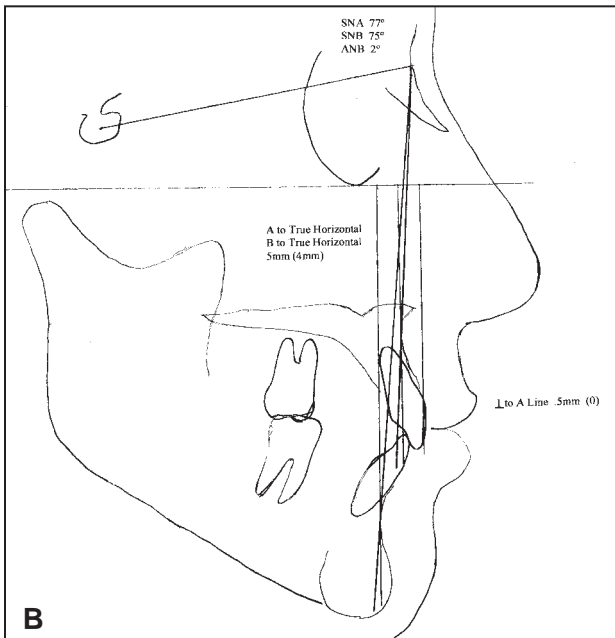 SNA 77º
SNB 75º
ANB 2º
A to True Horizontal
B to True Horizontal
5mm (4mm)
⊥ to A Line .5mm (0)
B